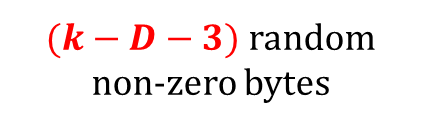 (k − D − 3) random
non-zero bytes